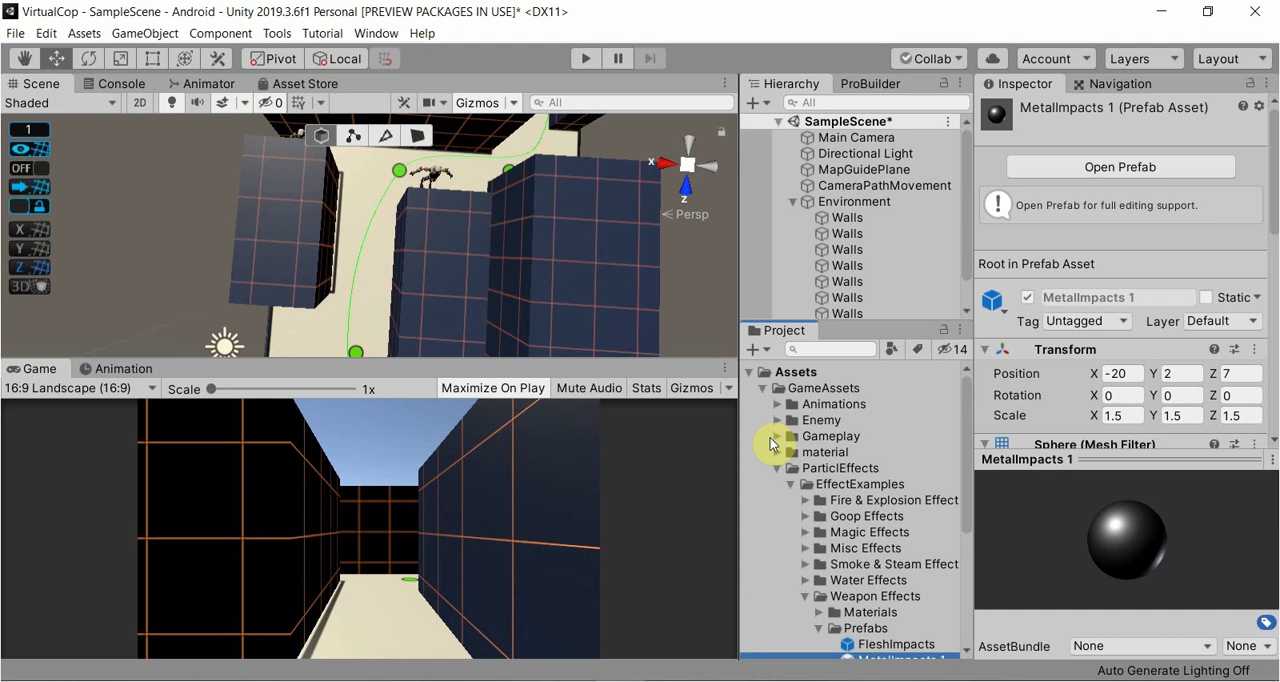 VirtualCop - SampleScene - Android - Unity 2019.3.6f1 Personal [PREVIEW PACKAGES IN USE]* <DX11>
File Edit Assets GameObject Component Tools Tutorial Window Help
Pivot Local Collab Account Layers Layout
Scene Console Animator Asset Store
Shaded 2D 0 Gizmos All
1
OFF
X
Y
Z
3D
x
z
Persp
Game Animation
16:9 Landscape (16:9) Scale 1x Maximize On Play Mute Audio Stats Gizmos
Hierarchy ProBuilder
All
SampleScene*
Main Camera
Directional Light
MapGuidePlane
CameraPathMovement
Environment
Walls
Walls
Walls
Walls
Walls
Walls
Walls
Project
14
Assets
GameAssets
Animations
Enemy
Gameplay
material
ParticlEffects
EffectExamples
Fire & Explosion Effect
Goop Effects
Magic Effects
Misc Effects
Smoke & Steam Effect
Water Effects
Weapon Effects
Materials
Prefabs
FleshImpacts
MetalImpacts 1
Inspector Navigation
MetalImpacts 1 (Prefab Asset)
Open Prefab
Open Prefab for full editing support.
Root in Prefab Asset
MetalImpacts 1 Static
Tag Untagged Layer Default
Transform
Position X -20 Y 2 Z 7
Rotation X 0 Y 0 Z 0
Scale X 1.5 Y 1.5 Z 1.5
Sphere (Mesh Filter)
MetalImpacts 1
AssetBundle None None
Auto Generate Lighting Off